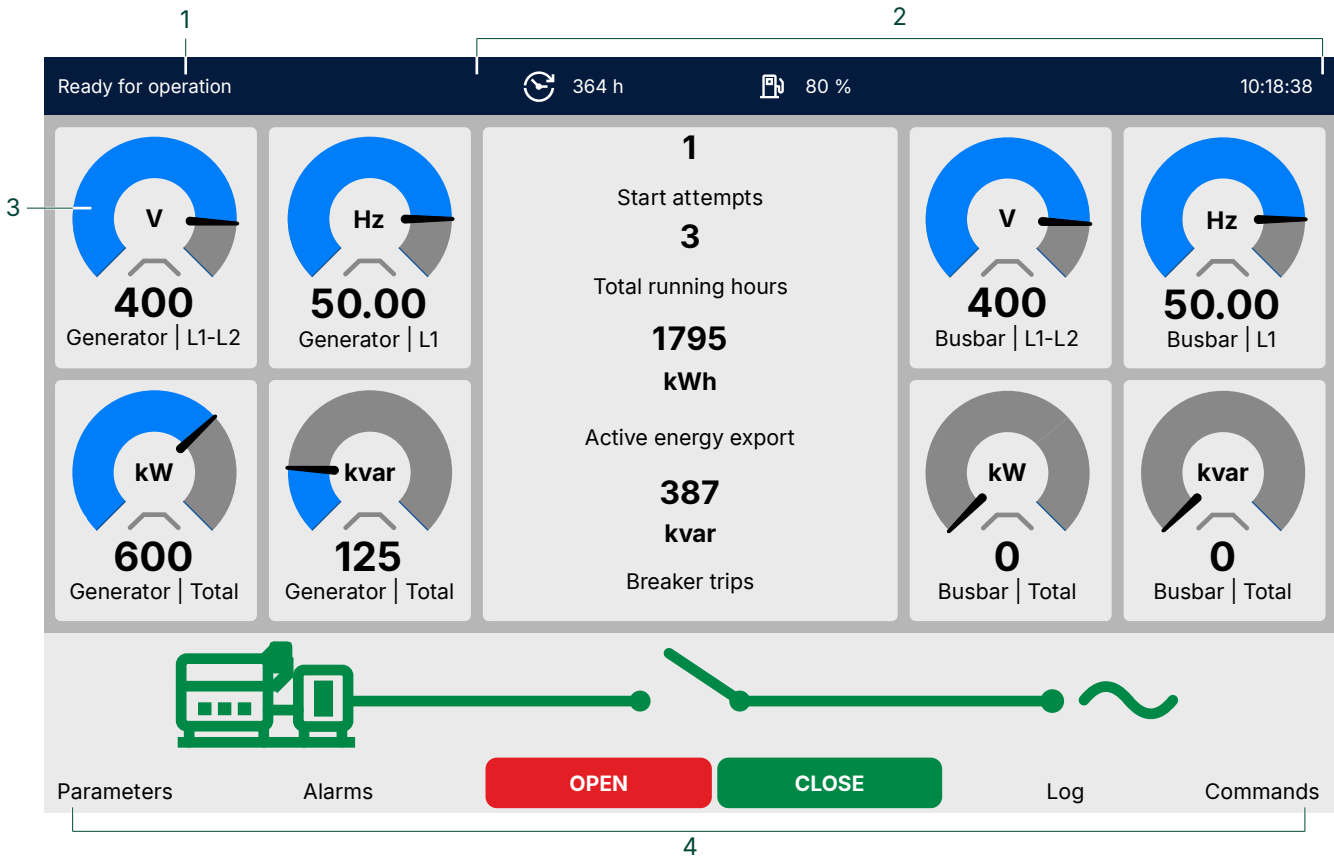 1
2
Ready for operation
364 h
80 %
10:18:38
3
V
400
Generator | L1-L2
Hz
50.00
Generator | L1
1
Start attempts
3
Total running hours
1795
kWh
Active energy export
387
kvar
Breaker trips
V
400
Busbar | L1-L2
Hz
50.00
Busbar | L1
kW
600
Generator | Total
kvar
125
Generator | Total
kW
0
Busbar | Total
kvar
0
Busbar | Total
Parameters
Alarms
OPEN
CLOSE
Log
Commands
4